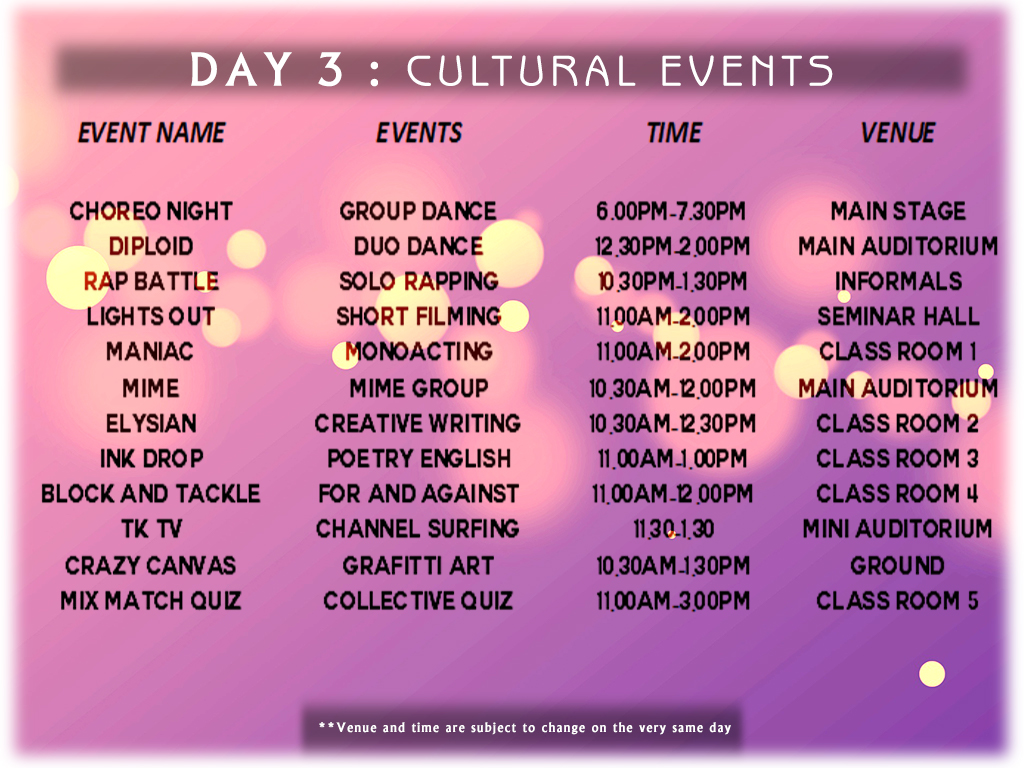 DAY 3 : CULTURAL EVENTS
EVENT NAME EVENTS TIME VENUE
CHOREO NIGHT GROUP DANCE 6.00PM-7.30PM MAIN STAGE
DIPLOID DUO DANCE 12.30PM-2.00PM MAIN AUDITORIUM
RAP BATTLE SOLO RAPPING 10.30PM-1.30PM INFORMALS
LIGHTS OUT SHORT FILMING 11.00AM-2.00PM SEMINAR HALL
MANIAC MONOACTING 11.00AM-2.00PM CLASS ROOM 1
MIME MIME GROUP 10.30AM-12.00PM MAIN AUDITORIUM
ELYSIAN CREATIVE WRITING 10.30AM-12.30PM CLASS ROOM 2
INK DROP POETRY ENGLISH 11.00AM-1.00PM CLASS ROOM 3
BLOCK AND TACKLE FOR AND AGAINST 11.00AM-12.00PM CLASS ROOM 4
TK TV CHANNEL SURFING 11.30-1.30 MINI AUDITORIUM
CRAZY CANVAS GRAFITTI ART 10.30AM-1.30PM GROUND
MIX MATCH QUIZ COLLECTIVE QUIZ 11.00AM-3.00PM CLASS ROOM 5
**Venue and time are subject to change on the very same day